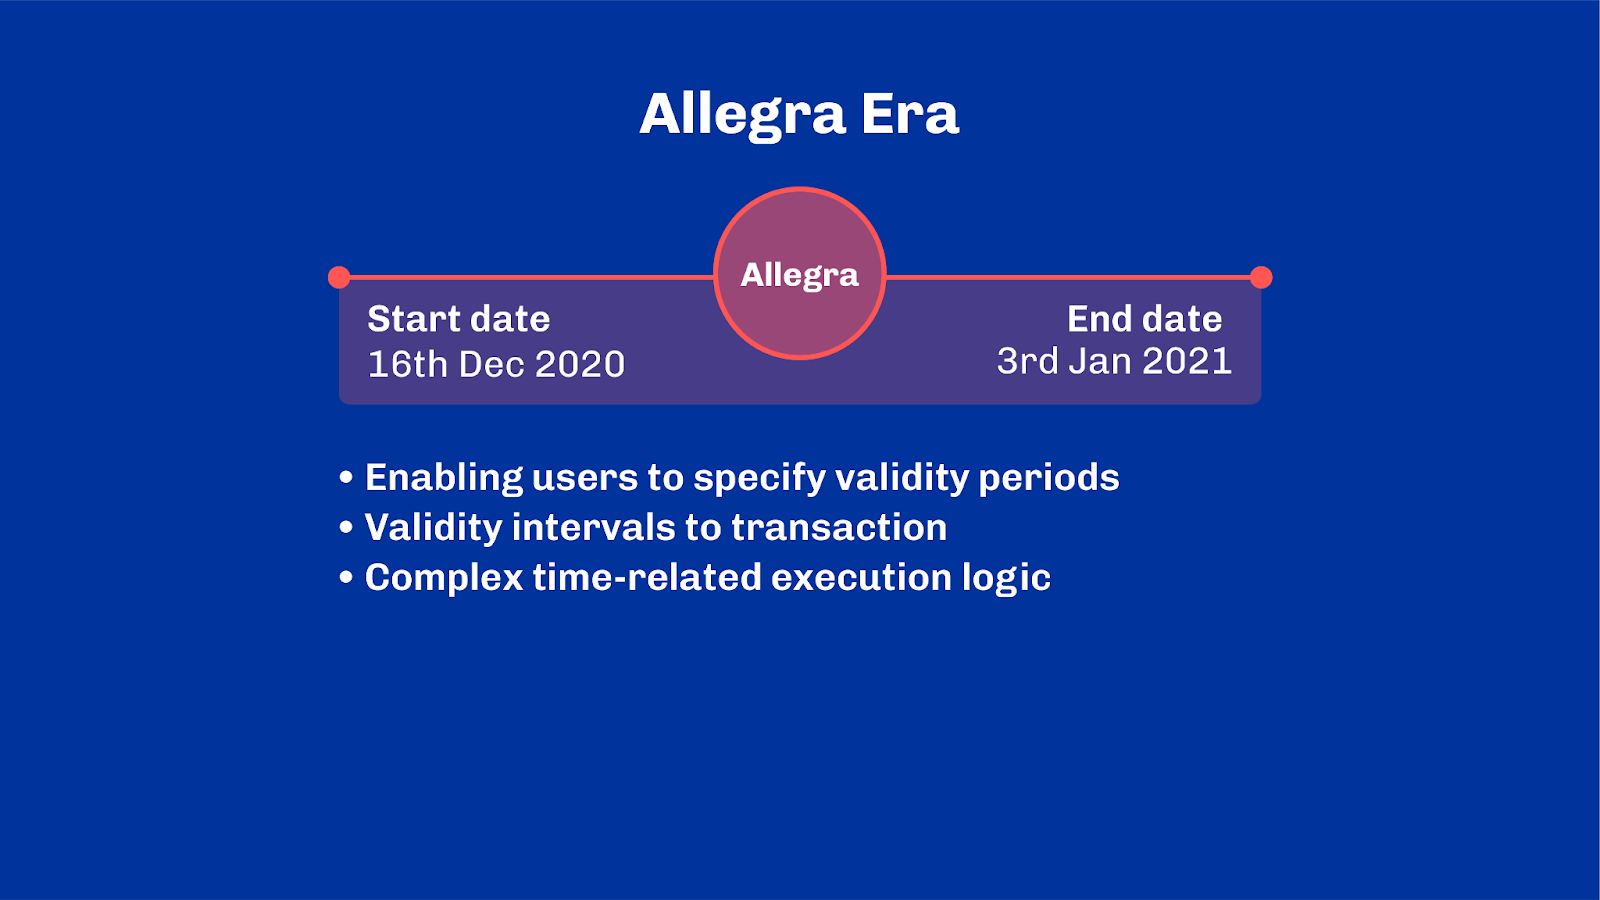 Allegra Era
Allegra
Start date
16th Dec 2020
End date
3rd Jan 2021
• Enabling users to specify validity periods
• Validity intervals to transaction
• Complex time-related execution logic